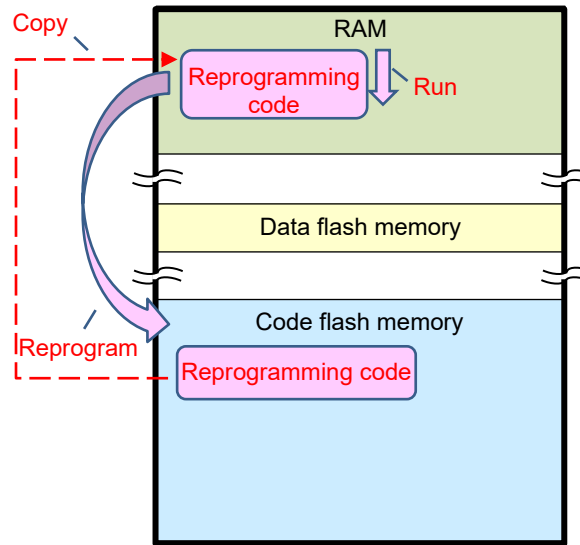 Copy
RAM
Reprogramming
code
Run
Data flash memory
Code flash memory
Reprogram
Reprogramming code